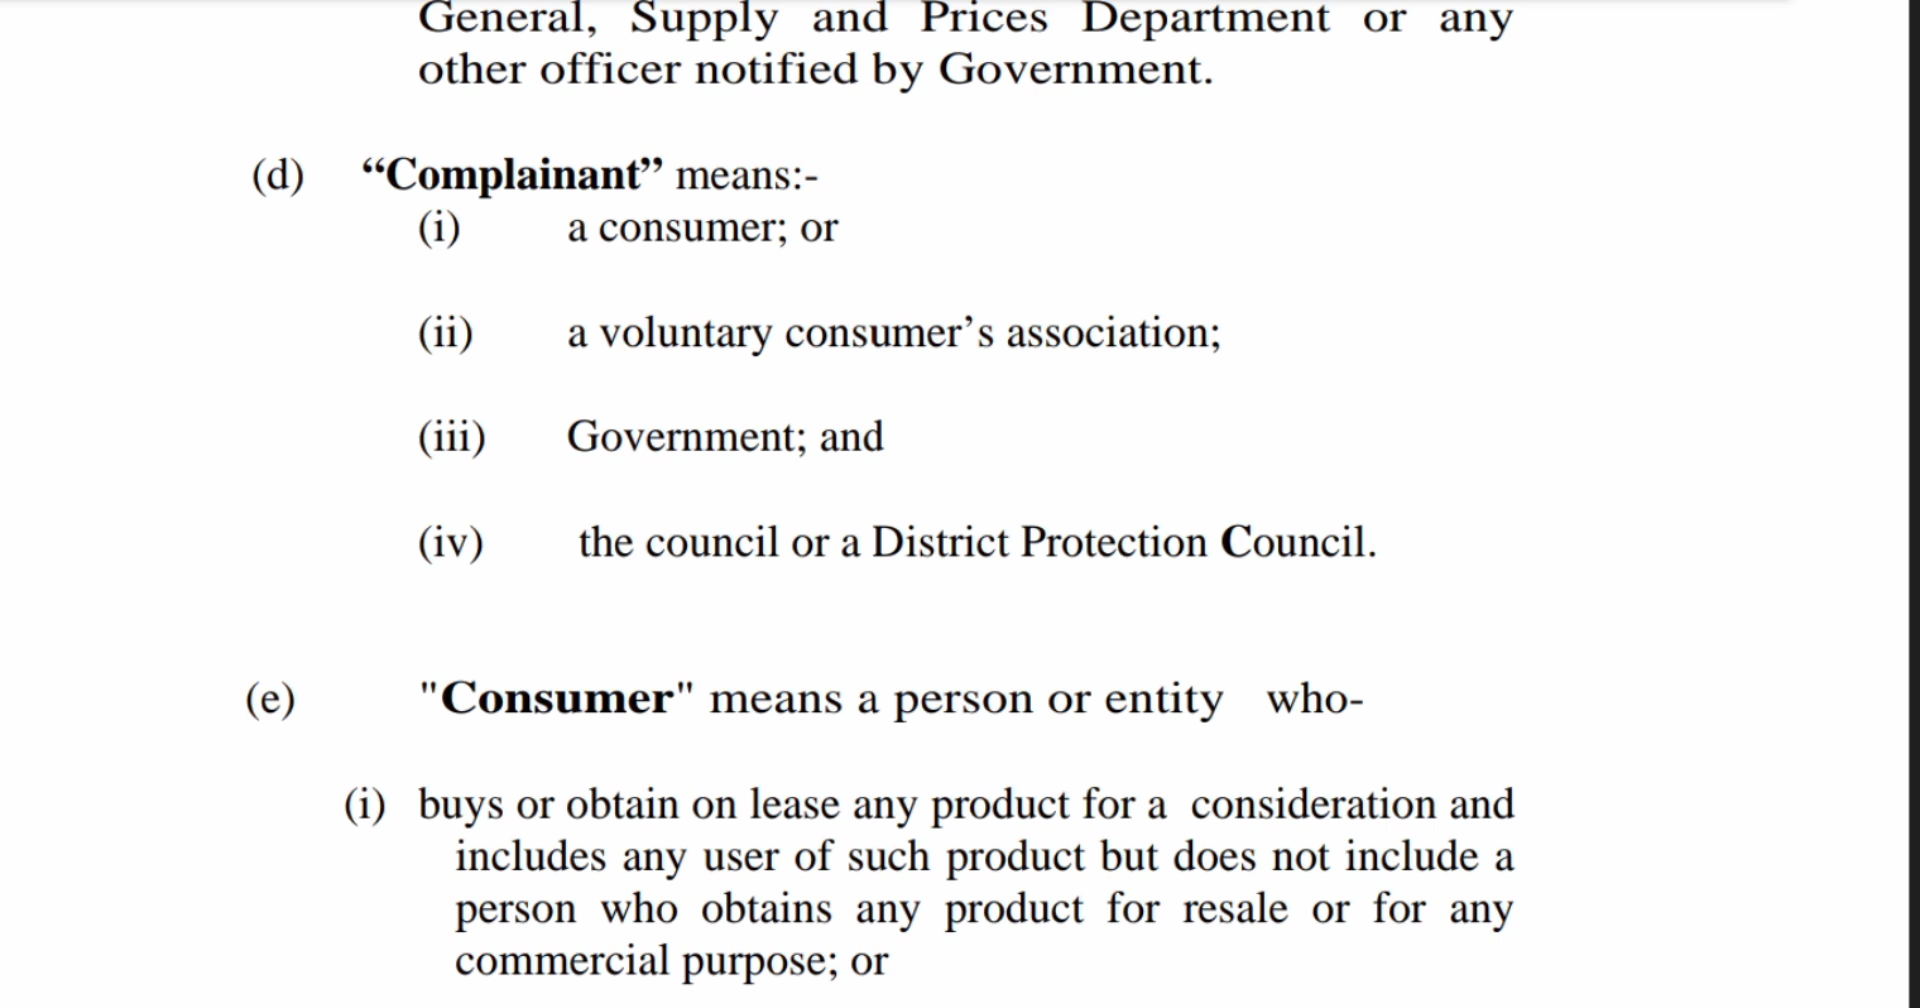 General, Supply and Prices Department or any
other officer notified by Government.
(d) “Complainant” means:-
(i) a consumer; or
(ii) a voluntary consumer’s association;
(iii) Government; and
(iv) the council or a District Protection Council.
(e) "Consumer" means a person or entity who-
(i) buys or obtain on lease any product for a consideration and
includes any user of such product but does not include a
person who obtains any product for resale or for any
commercial purpose; or